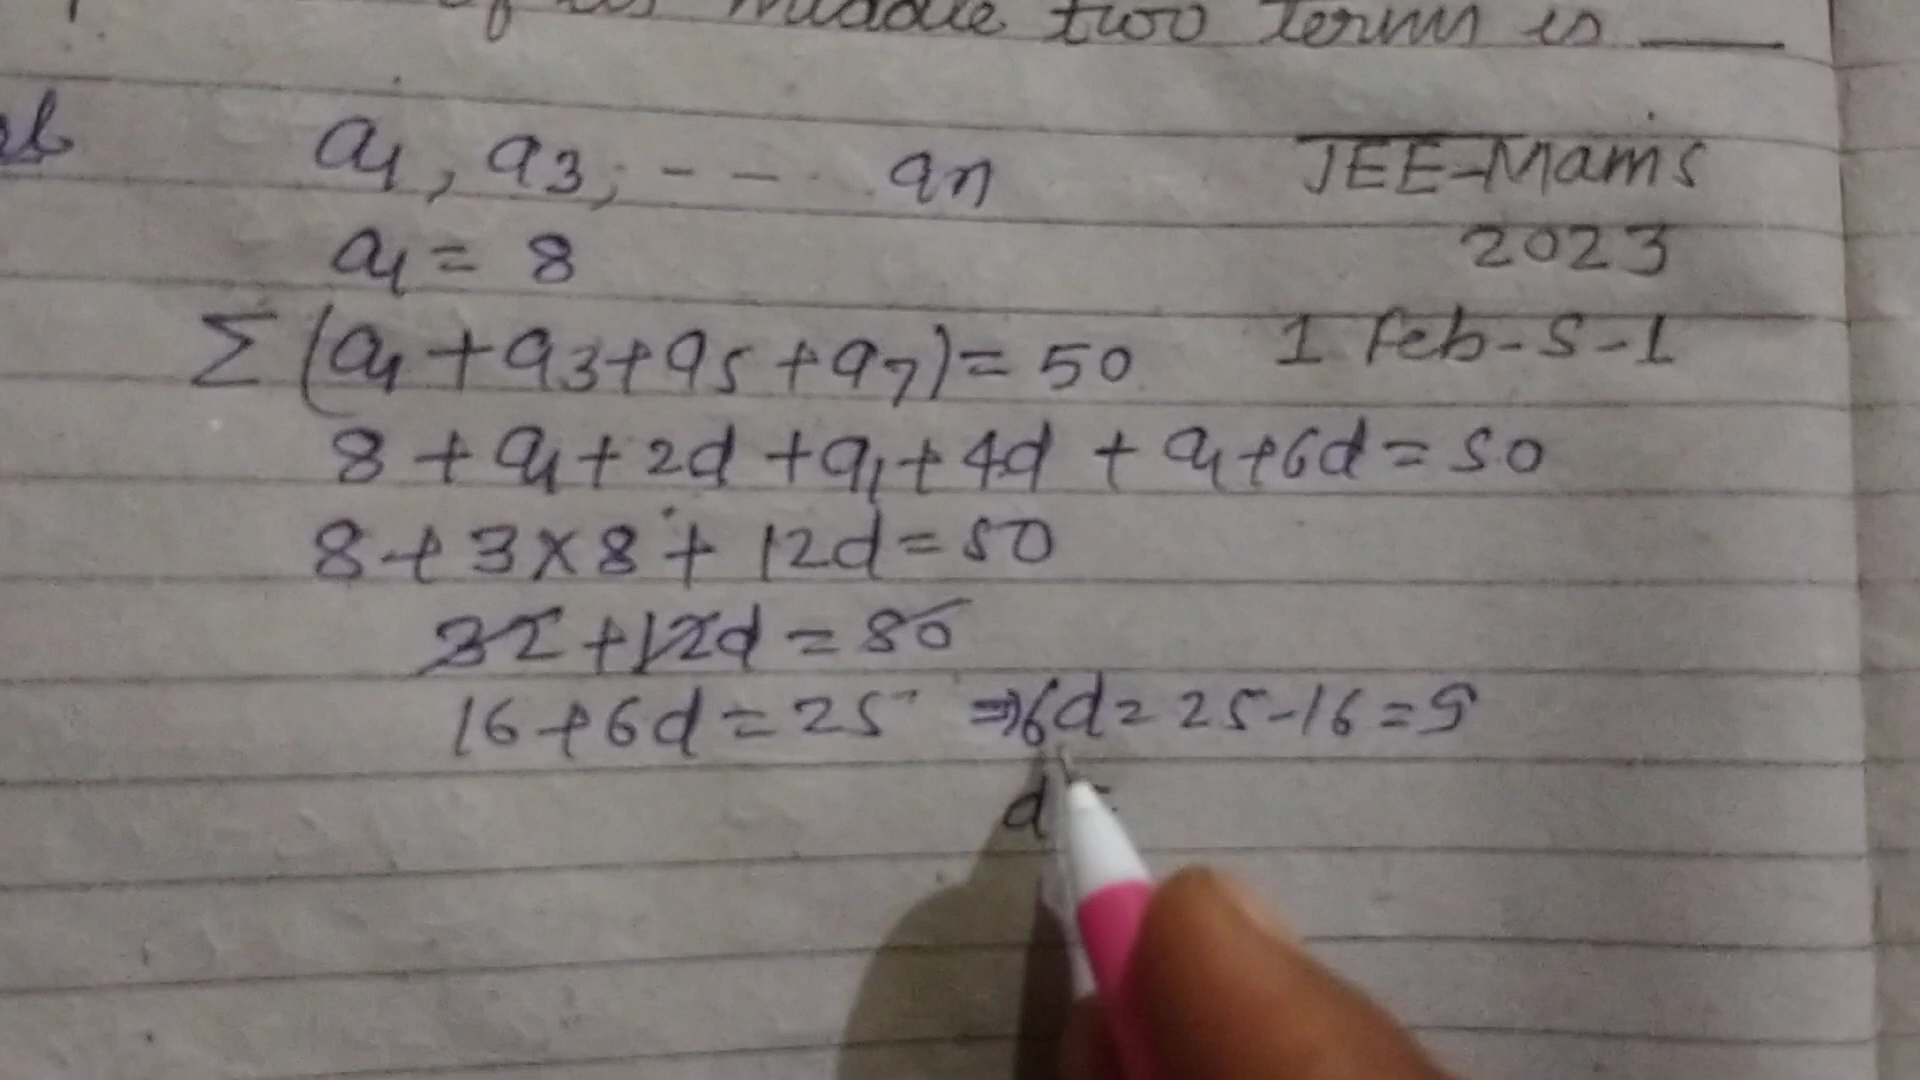 middle two terms is ___
a1, a3, - - - an
JEE-Mains
a1 = 8
2023
Σ (a1 + a3 + a5 + a7) = 50
1 Feb-S-1
8 + a1 + 2d + a1 + 4d + a1 + 6d = 50
8 + 3 × 8 + 12d = 50
32 + 12d = 50
16 + 6d = 25 ⇒ 6d = 25 - 16 = 9
d =